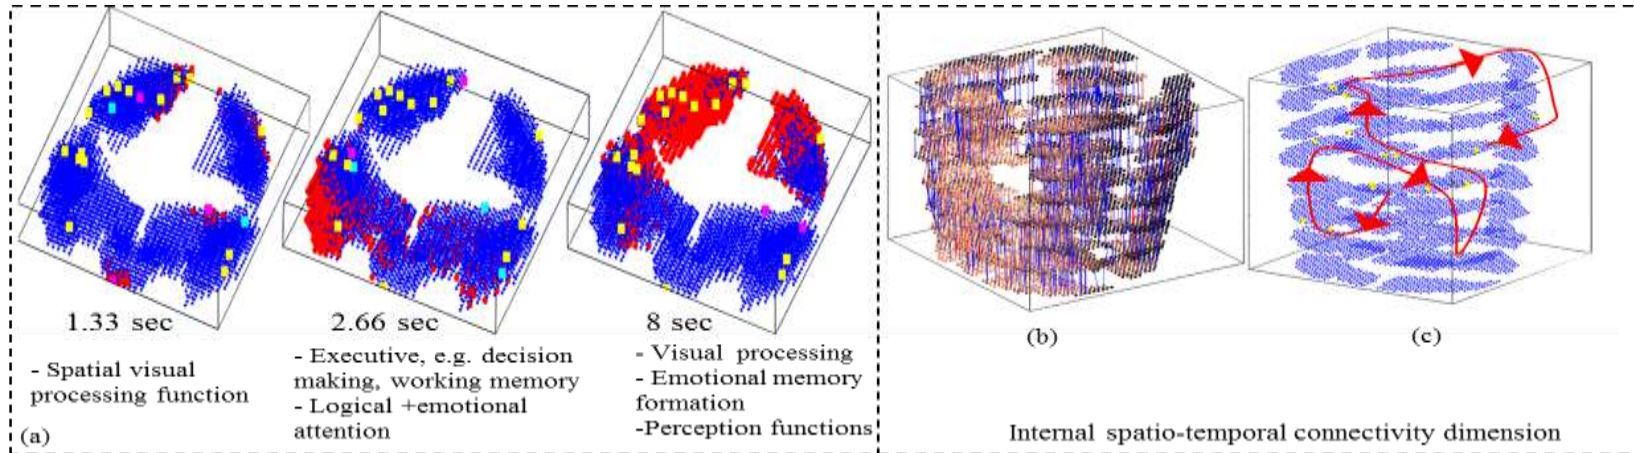 1.33 sec
- Spatial visual
processing function
(a)
2.66 sec
- Executive, e.g. decision
making, working memory
- Logical +emotional
attention
8 sec
- Visual processing
- Emotional memory
formation
-Perception functions
(b)
(c)
Internal spatio-temporal connectivity dimension